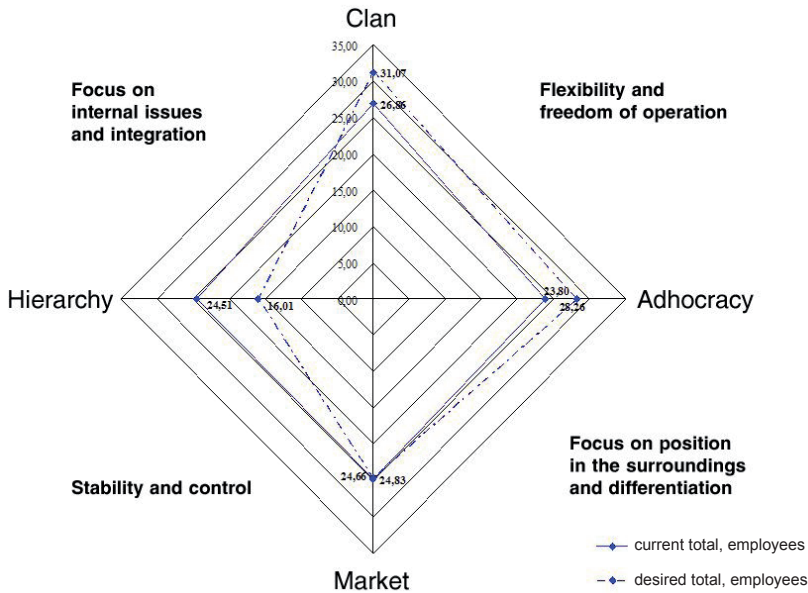 Clan
35,00
31,07
30,00
26,86
25,00
20,00
15,00
10,00
5,00
0,00
Focus on
internal issues
and integration
Flexibility and
freedom of operation
Hierarchy
24,51
16,01
23,80
28,26
Adhocracy
24,66
24,83
Stability and control
Focus on position
in the surroundings
and differentiation
Market
current total, employees
desired total, employees